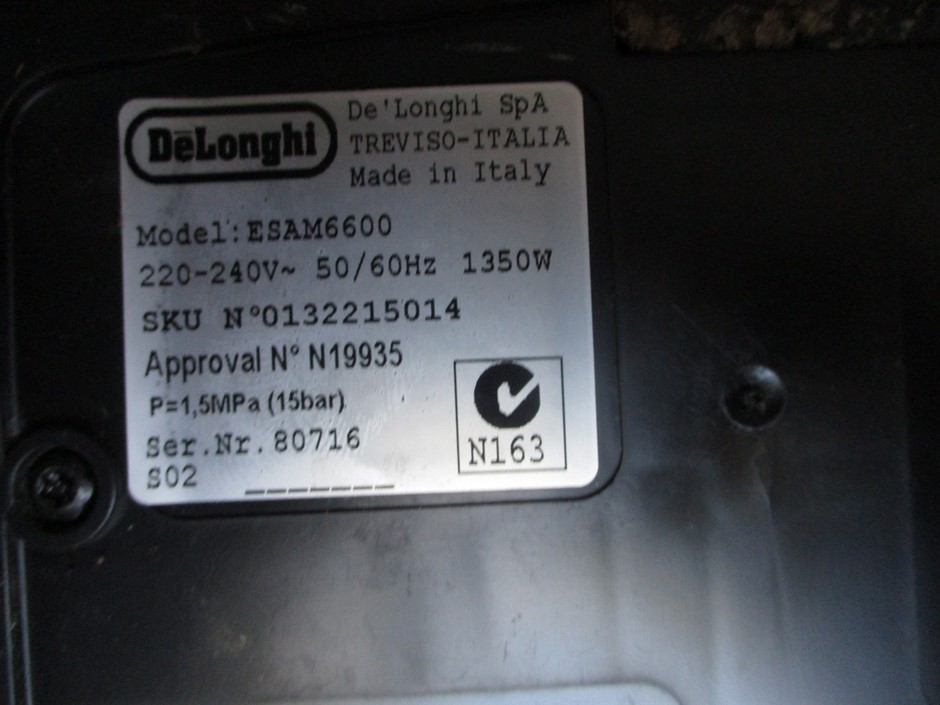 DeLonghi
De'Longhi SpA
TREVISO-ITALIA
Made in Italy
Model:ESAM6600
220-240V~ 50/60Hz 1350W
SKU N°0132215014
Approval N° N19935
P=1,5MPa (15bar)
Ser.Nr.80716
S02 _______
N163